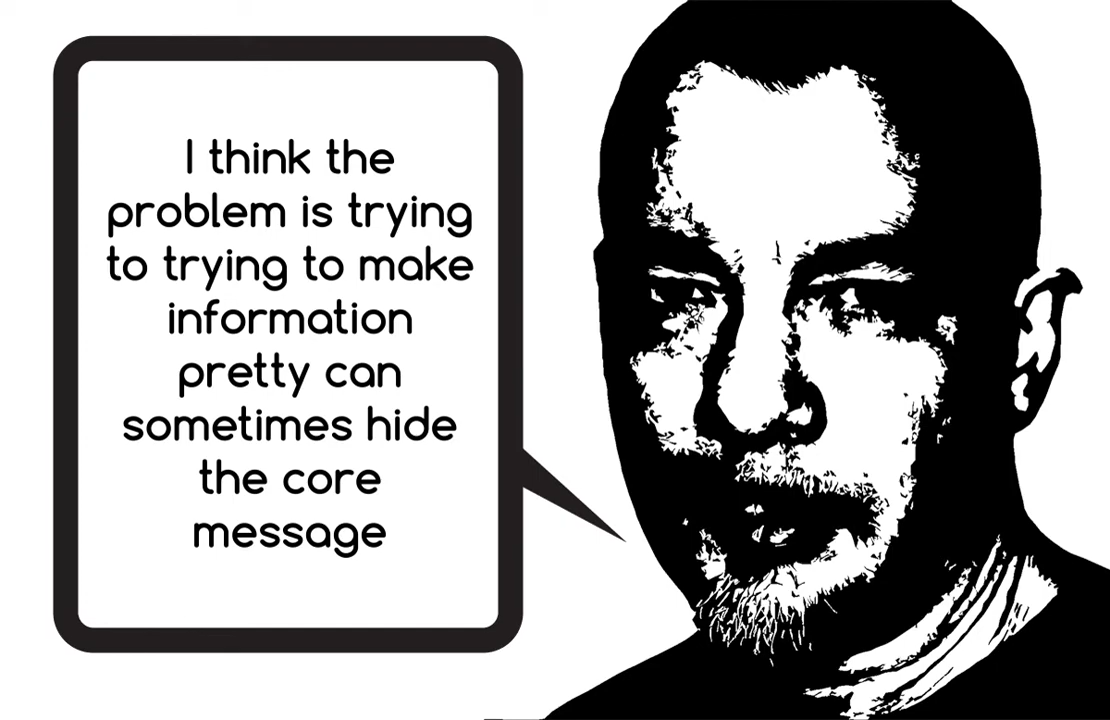 I think the
problem is trying
to trying to make
information
pretty can
sometimes hide
the core
message